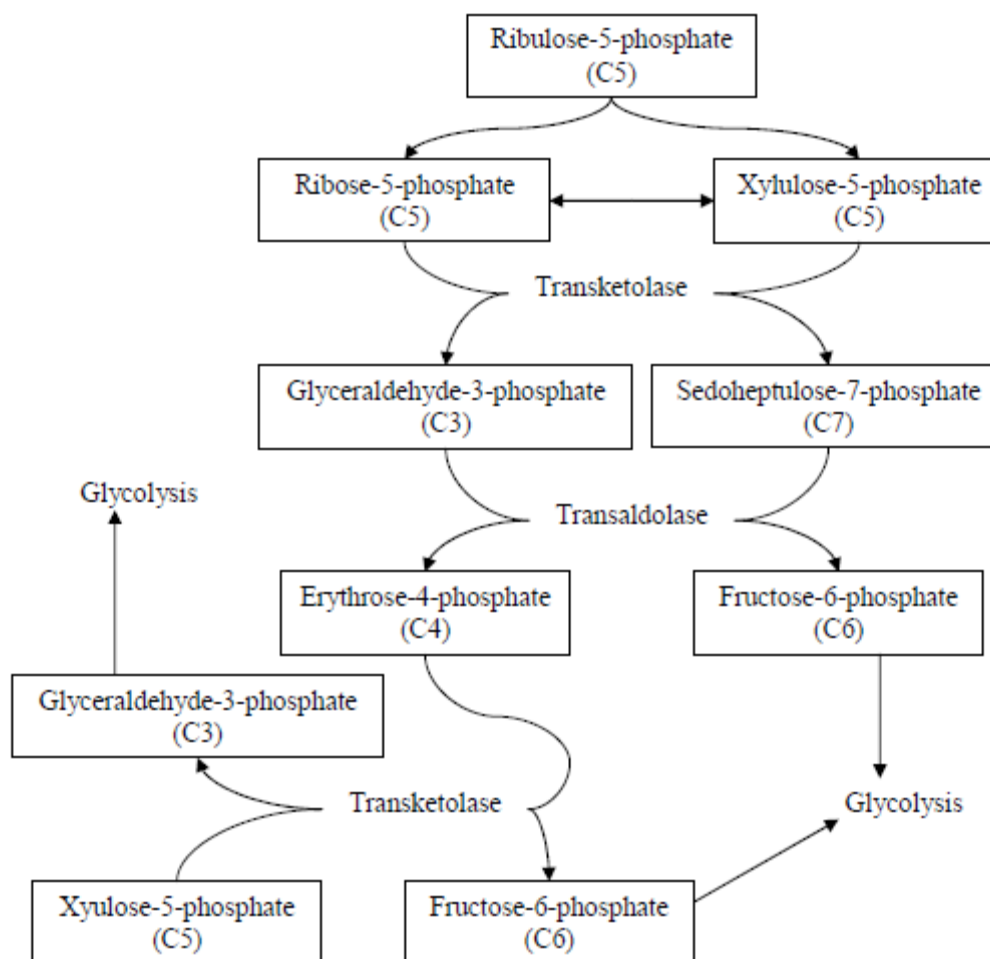 Ribulose-5-phosphate
(C5)
Ribose-5-phosphate
(C5)
Xylulose-5-phosphate
(C5)
Transketolase
Glyceraldehyde-3-phosphate
(C3)
Sedoheptulose-7-phosphate
(C7)
Glycolysis
Transaldolase
Erythrose-4-phosphate
(C4)
Fructose-6-phosphate
(C6)
Glyceraldehyde-3-phosphate
(C3)
Transketolase
Glycolysis
Xyulose-5-phosphate
(C5)
Fructose-6-phosphate
(C6)